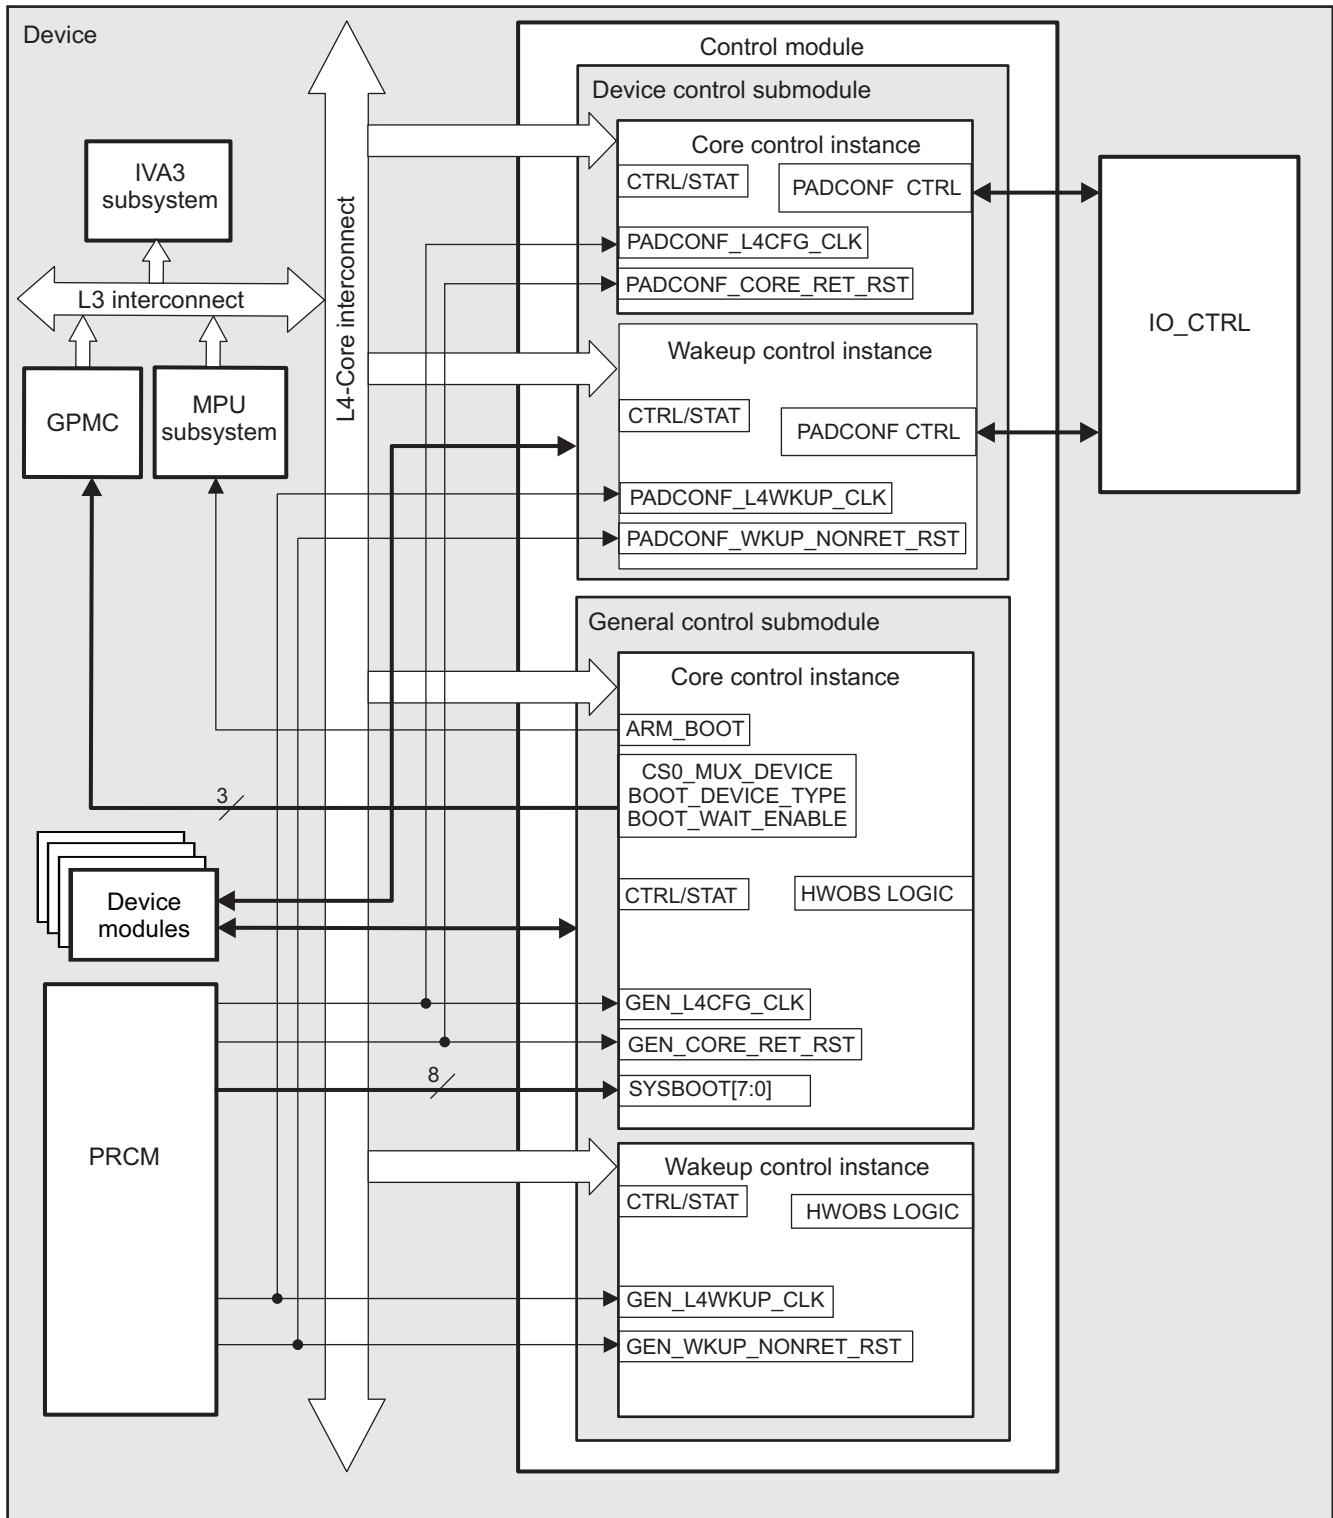 Device
Control module
Device control submodule
Core control instance
CTRL/STAT
PADCONF CTRL
PADCONF_L4CFG_CLK
PADCONF_CORE_RET_RST
Wakeup control instance
CTRL/STAT
PADCONF CTRL
PADCONF_L4WKUP_CLK
PADCONF_WKUP_NONRET_RST
IO_CTRL
IVA3
subsystem
L3 interconnect
GPMC
MPU
subsystem
L4-Core interconnect
General control submodule
Core control instance
ARM_BOOT
CS0_MUX_DEVICE
BOOT_DEVICE_TYPE
BOOT_WAIT_ENABLE
3
CTRL/STAT
HWOBS LOGIC
Device
modules
GEN_L4CFG_CLK
GEN_CORE_RET_RST
8
SYSBOOT[7:0]
PRCM
Wakeup control instance
CTRL/STAT
HWOBS LOGIC
GEN_L4WKUP_CLK
GEN_WKUP_NONRET_RST